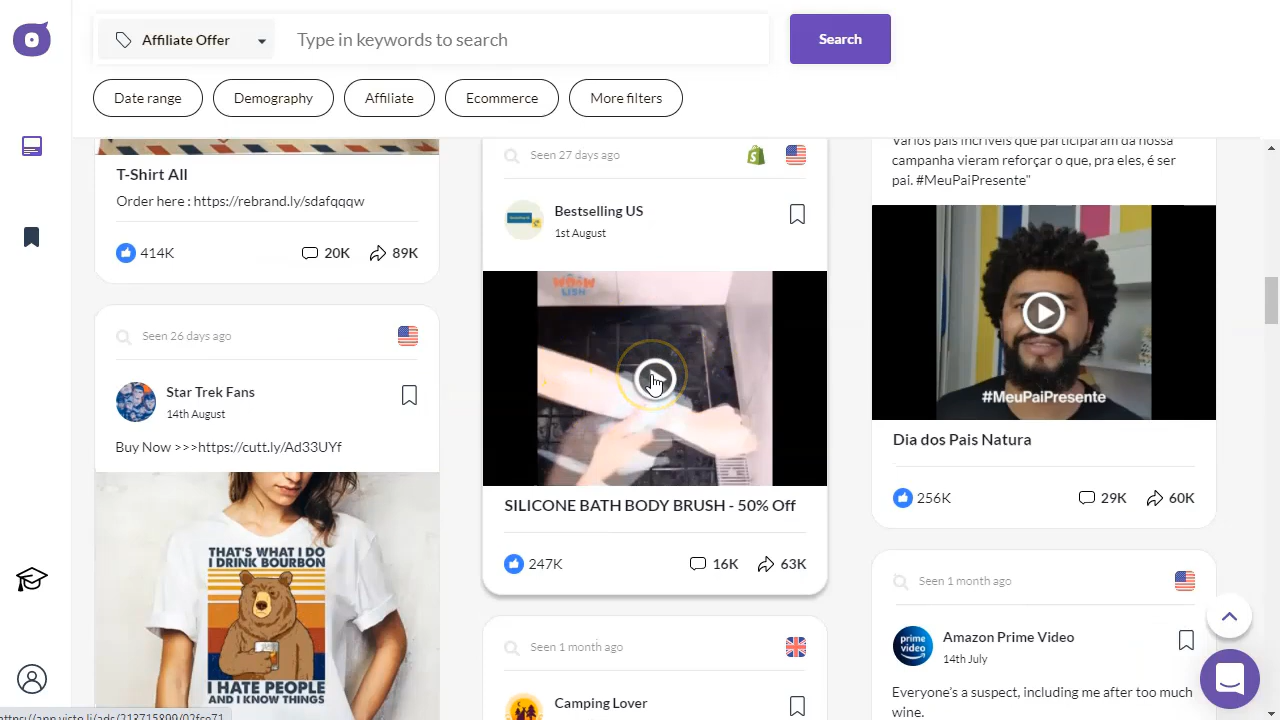 Affiliate Offer
Type in keywords to search
Search
Date range
Demography
Affiliate
Ecommerce
More filters
T-Shirt All
Order here : https://rebrand.ly/sdafqqqw
414K
20K
89K
Seen 26 days ago
Star Trek Fans
14th August
Buy Now >>>https://cutt.ly/Ad33UYf
THAT'S WHAT I DO
I DRINK BOURBON
I HATE PEOPLE
AND I KNOW THINGS
Seen 27 days ago
Bestselling US
1st August
SILICONE BATH BODY BRUSH - 50% Off
247K
16K
63K
Seen 1 month ago
Camping Lover
Vários pais incríveis que participaram da nossa
campanha vieram reforçar o que, pra eles, é ser
pai. #MeuPaiPresente"
#MeuPaiPresente
Dia dos Pais Natura
256K
29K
60K
Seen 1 month ago
prime video
Amazon Prime Video
14th July
Everyone's a suspect, including me after too much
wine.